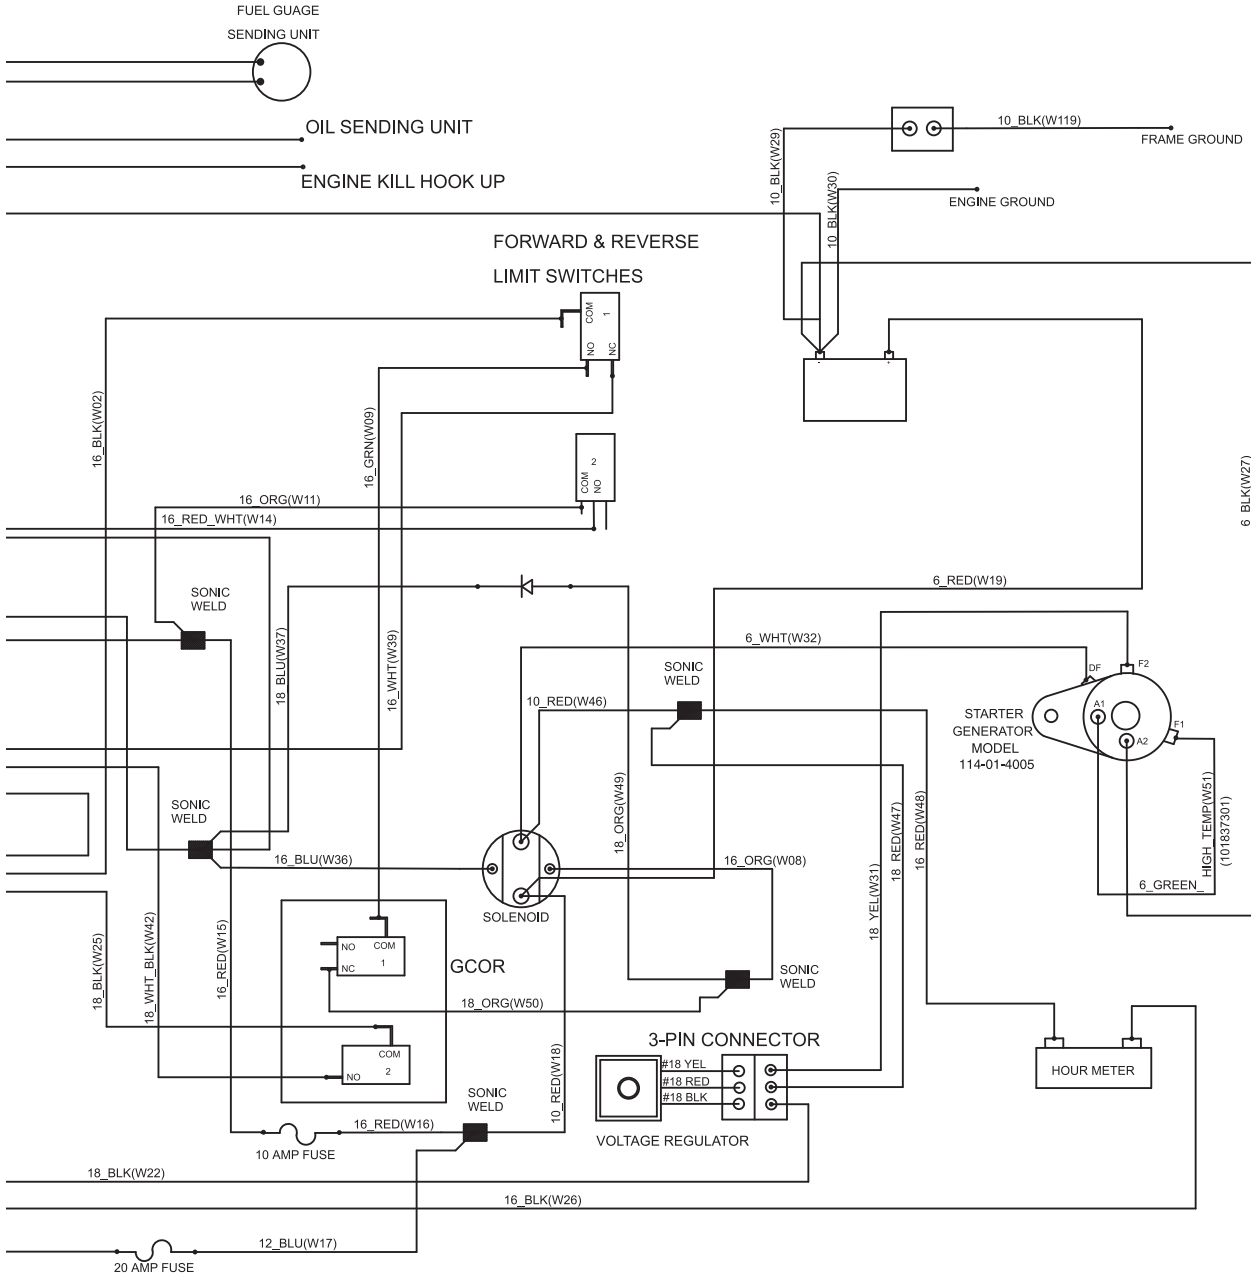 FUEL GUAGE
SENDING UNIT
OIL SENDING UNIT
ENGINE KILL HOOK UP
10_BLK(W119)
FRAME GROUND
10_BLK(W29)
10_BLK(W30)
ENGINE GROUND
FORWARD & REVERSE
LIMIT SWITCHES
COM
1
NO
NC
-
+
16_BLK(W02)
16_GRN(W09)
2
COM
NO
6_BLK(W27)
16_ORG(W11)
16_RED_WHT(W14)
SONIC
WELD
18_BLU(W37)
16_WHT(W39)
6_RED(W19)
6_WHT(W32)
SONIC
WELD
10_RED(W46)
DF
F2
A1
A2
F1
STARTER
GENERATOR
MODEL
114-01-4005
HIGH_TEMP(W51)
(101837301)
6_GREEN_
SONIC
WELD
16_BLU(W36)
18_ORG(W49)
16_ORG(W08)
18_YEL(W31)
18_RED(W47)
16_RED(W48)
SOLENOID
18_BLK(W25)
18_WHT_BLK(W42)
16_RED(W15)
NO
COM
NC
1
GCOR
18_ORG(W50)
SONIC
WELD
COM
NO
2
10_RED(W18)
3-PIN CONNECTOR
#18 YEL
#18 RED
#18 BLK
VOLTAGE REGULATOR
HOUR METER
SONIC
WELD
16_RED(W16)
10 AMP FUSE
18_BLK(W22)
16_BLK(W26)
12_BLU(W17)
20 AMP FUSE